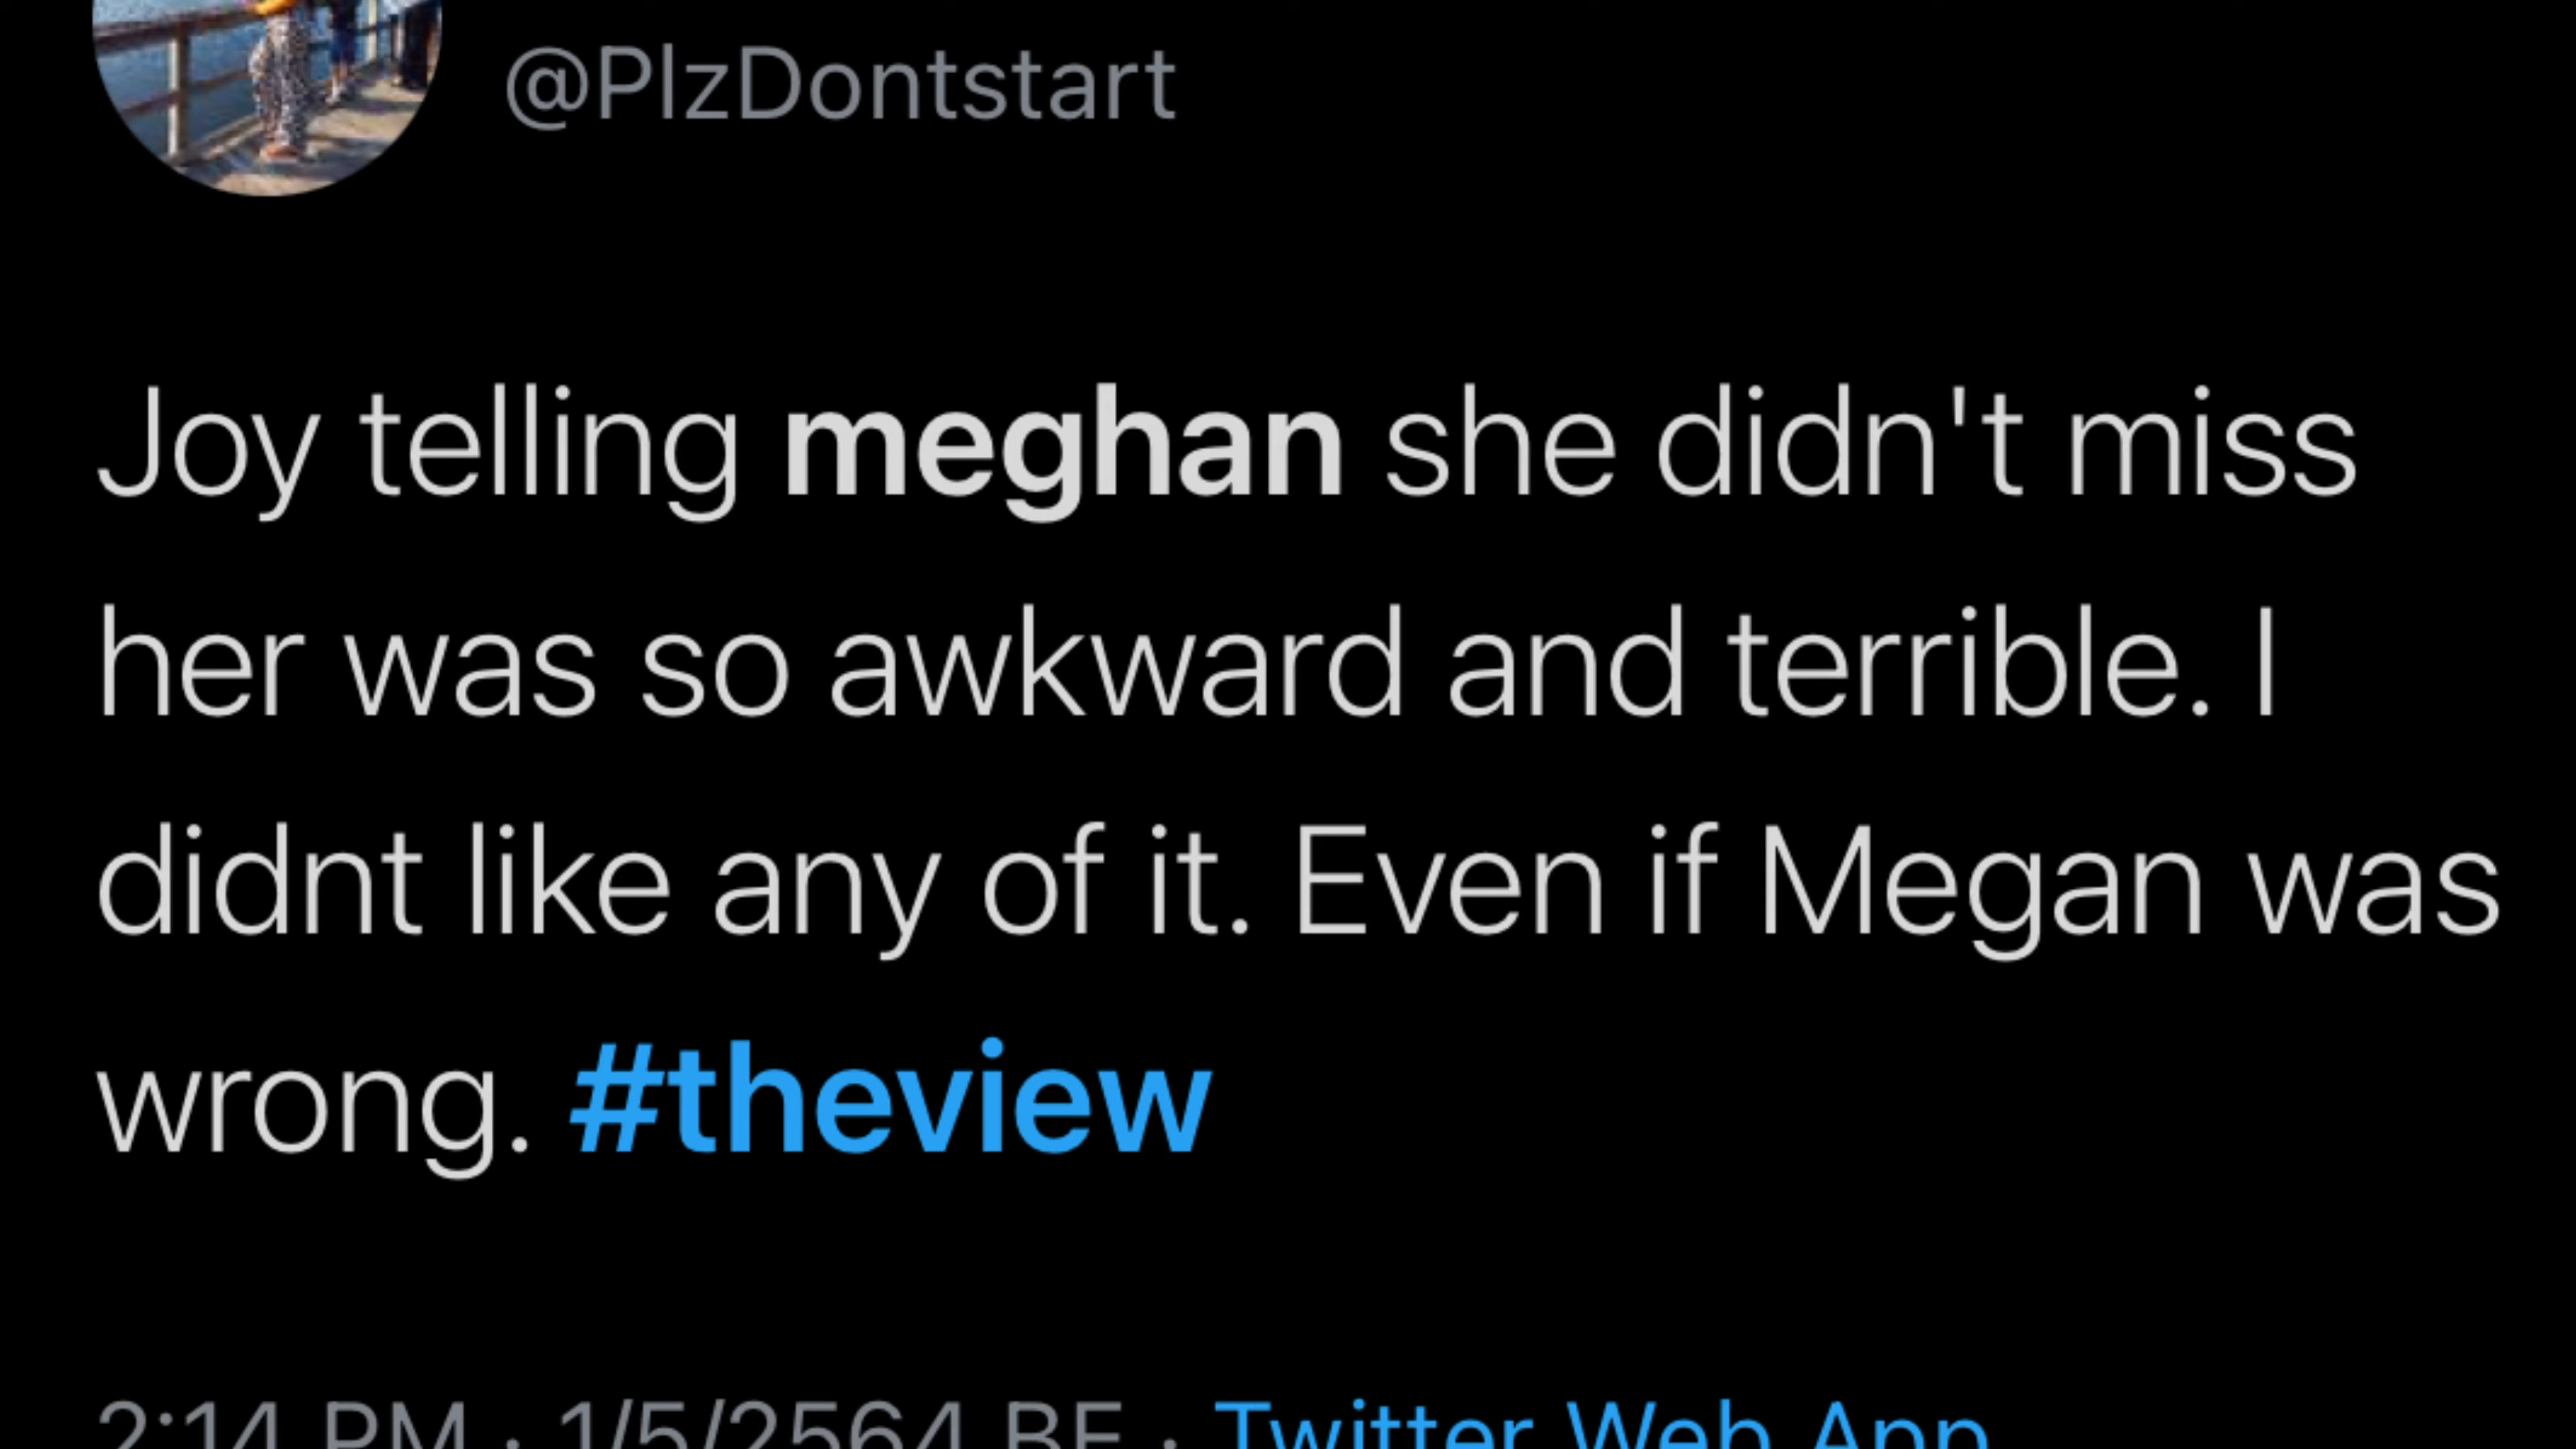 @PlzDontstart
Joy telling meghan she didn't miss
her was so awkward and terrible. I
didnt like any of it. Even if Megan was
wrong. #theview
2:14 PM · 1/5/2564 BE · Twitter Web App